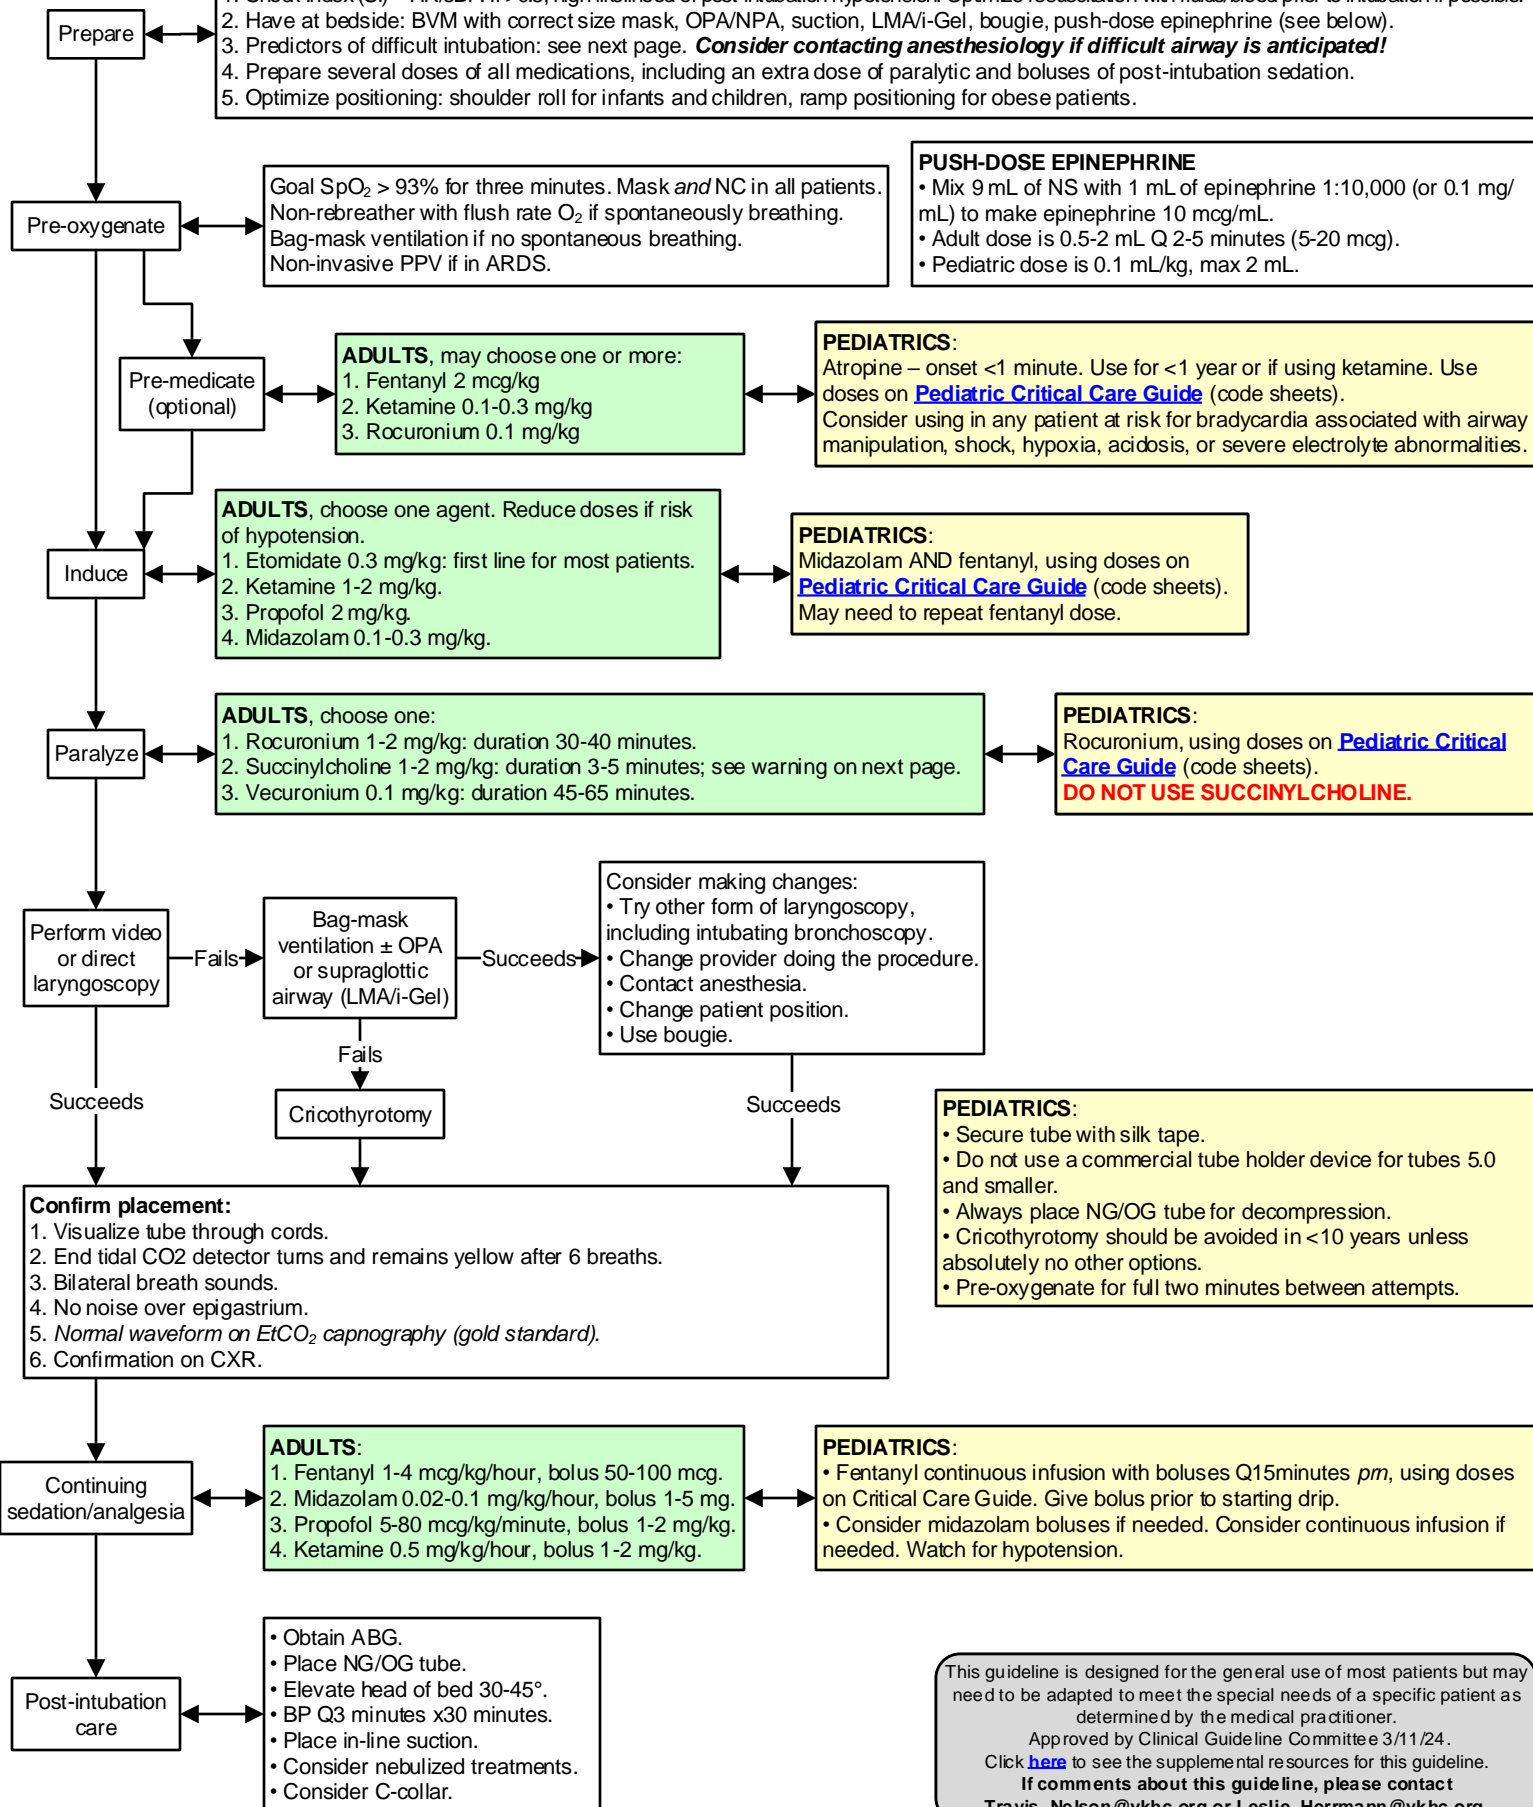 Prepare
2. Have at bedside: BVM with correct size mask, OPA/NPA, suction, LMA/i-Gel, bougie, push-dose epinephrine (see below).
3. Predictors of difficult intubation: see next page. Consider contacting anesthesiology if difficult airway is anticipated!
4. Prepare several doses of all medications, including an extra dose of paralytic and boluses of post-intubation sedation.
5. Optimize positioning: shoulder roll for infants and children, ramp positioning for obese patients.
Pre-oxygenate
Goal SpO₂ > 93% for three minutes. Mask and NC in all patients.
Non-rebreather with flush rate O₂ if spontaneously breathing.
Bag-mask ventilation if no spontaneous breathing.
Non-invasive PPV if in ARDS.
PUSH-DOSE EPINEPHRINE
• Mix 9 mL of NS with 1 mL of epinephrine 1:10,000 (or 0.1 mg/
mL) to make epinephrine 10 mcg/mL.
• Adult dose is 0.5-2 mL Q 2-5 minutes (5-20 mcg).
• Pediatric dose is 0.1 mL/kg, max 2 mL.
Pre-medicate
(optional)
ADULTS, may choose one or more:
1. Fentanyl 2 mcg/kg
2. Ketamine 0.1-0.3 mg/kg
3. Rocuronium 0.1 mg/kg
PEDIATRICS:
Atropine – onset <1 minute. Use for <1 year or if using ketamine. Use
doses on Pediatric Critical Care Guide (code sheets).
Consider using in any patient at risk for bradycardia associated with airway
manipulation, shock, hypoxia, acidosis, or severe electrolyte abnormalities.
Induce
ADULTS, choose one agent. Reduce doses if risk
of hypotension.
1. Etomidate 0.3 mg/kg: first line for most patients.
2. Ketamine 1-2 mg/kg.
3. Propofol 2 mg/kg.
4. Midazolam 0.1-0.3 mg/kg.
PEDIATRICS:
Midazolam AND fentanyl, using doses on
Pediatric Critical Care Guide (code sheets).
May need to repeat fentanyl dose.
Paralyze
ADULTS, choose one:
1. Rocuronium 1-2 mg/kg: duration 30-40 minutes.
2. Succinylcholine 1-2 mg/kg: duration 3-5 minutes; see warning on next page.
3. Vecuronium 0.1 mg/kg: duration 45-65 minutes.
PEDIATRICS:
Rocuronium, using doses on Pediatric Critical
Care Guide (code sheets).
DO NOT USE SUCCINYLCHOLINE.
Perform video
or direct
laryngoscopy
Fails
Bag-mask
ventilation ± OPA
or supraglottic
airway (LMA/i-Gel)
Succeeds
Consider making changes:
• Try other form of laryngoscopy,
including intubating bronchoscopy.
• Change provider doing the procedure.
• Contact anesthesia.
• Change patient position.
• Use bougie.
Fails
Succeeds
Cricothyrotomy
Succeeds
PEDIATRICS:
• Secure tube with silk tape.
• Do not use a commercial tube holder device for tubes 5.0
and smaller.
• Always place NG/OG tube for decompression.
• Cricothyrotomy should be avoided in <10 years unless
absolutely no other options.
• Pre-oxygenate for full two minutes between attempts.
Confirm placement:
1. Visualize tube through cords.
2. End tidal CO2 detector turns and remains yellow after 6 breaths.
3. Bilateral breath sounds.
4. No noise over epigastrium.
5. Normal waveform on EtCO₂ capnography (gold standard).
6. Confirmation on CXR.
Continuing
sedation/analgesia
ADULTS:
1. Fentanyl 1-4 mcg/kg/hour, bolus 50-100 mcg.
2. Midazolam 0.02-0.1 mg/kg/hour, bolus 1-5 mg.
3. Propofol 5-80 mcg/kg/minute, bolus 1-2 mg/kg.
4. Ketamine 0.5 mg/kg/hour, bolus 1-2 mg/kg.
PEDIATRICS:
• Fentanyl continuous infusion with boluses Q15minutes prn, using doses
on Critical Care Guide. Give bolus prior to starting drip.
• Consider midazolam boluses if needed. Consider continuous infusion if
needed. Watch for hypotension.
Post-intubation
care
• Obtain ABG.
• Place NG/OG tube.
• Elevate head of bed 30-45°.
• BP Q3 minutes x30 minutes.
• Place in-line suction.
• Consider nebulized treatments.
• Consider C-collar.
This guideline is designed for the general use of most patients but may
need to be adapted to meet the special needs of a specific patient as
determined by the medical practitioner.
Approved by Clinical Guideline Committee 3/11/24.
Click here to see the supplemental resources for this guideline.
If comments about this guideline, please contact